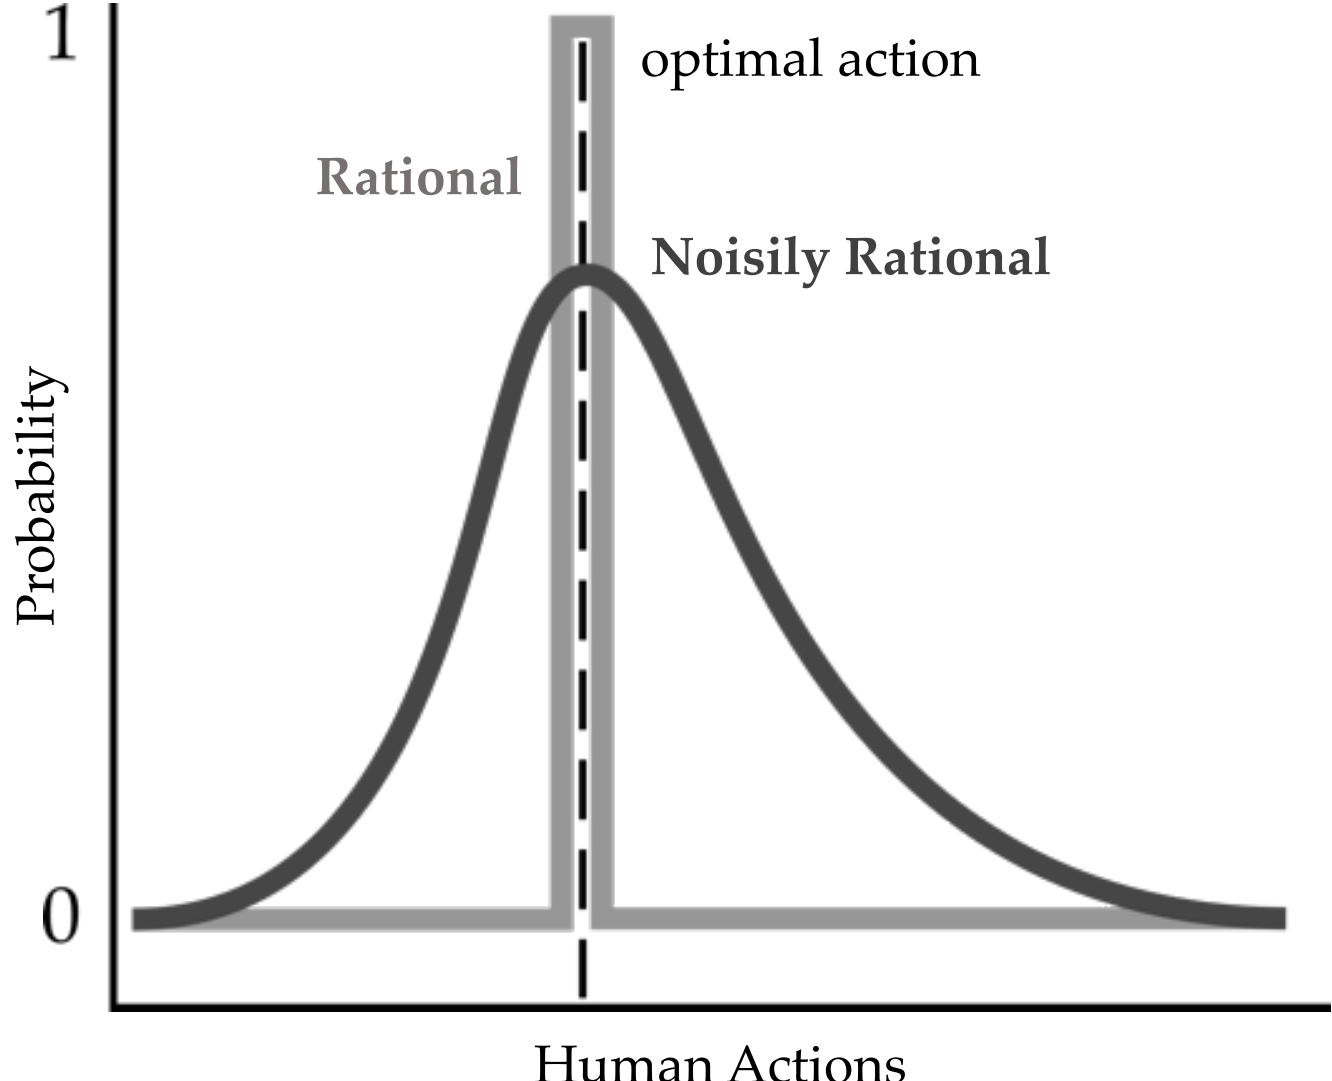 1
optimal action
Rational
Noisily Rational
Probability
0
Human Actions